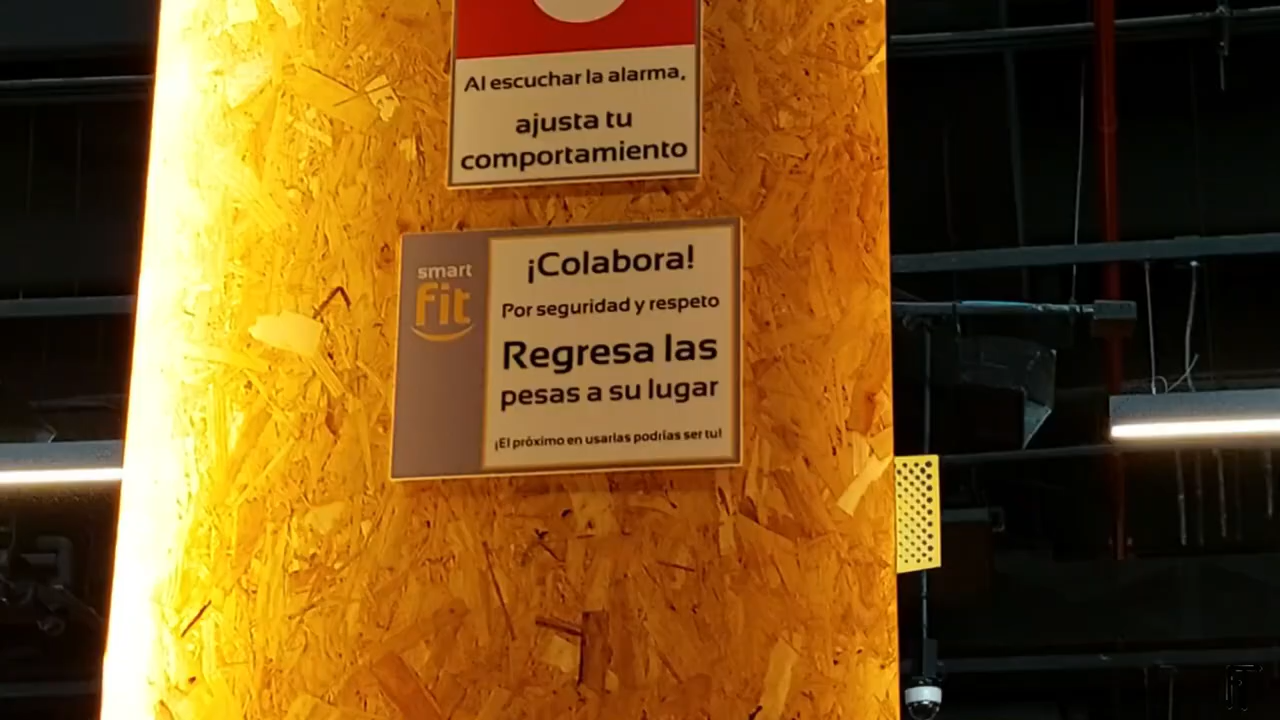 Al escuchar la alarma,
ajusta tu
comportamiento
smart
fit
¡Colabora!
Por seguridad y respeto
Regresa las
pesas a su lugar
¡El próximo en usarlas podrías ser tu!